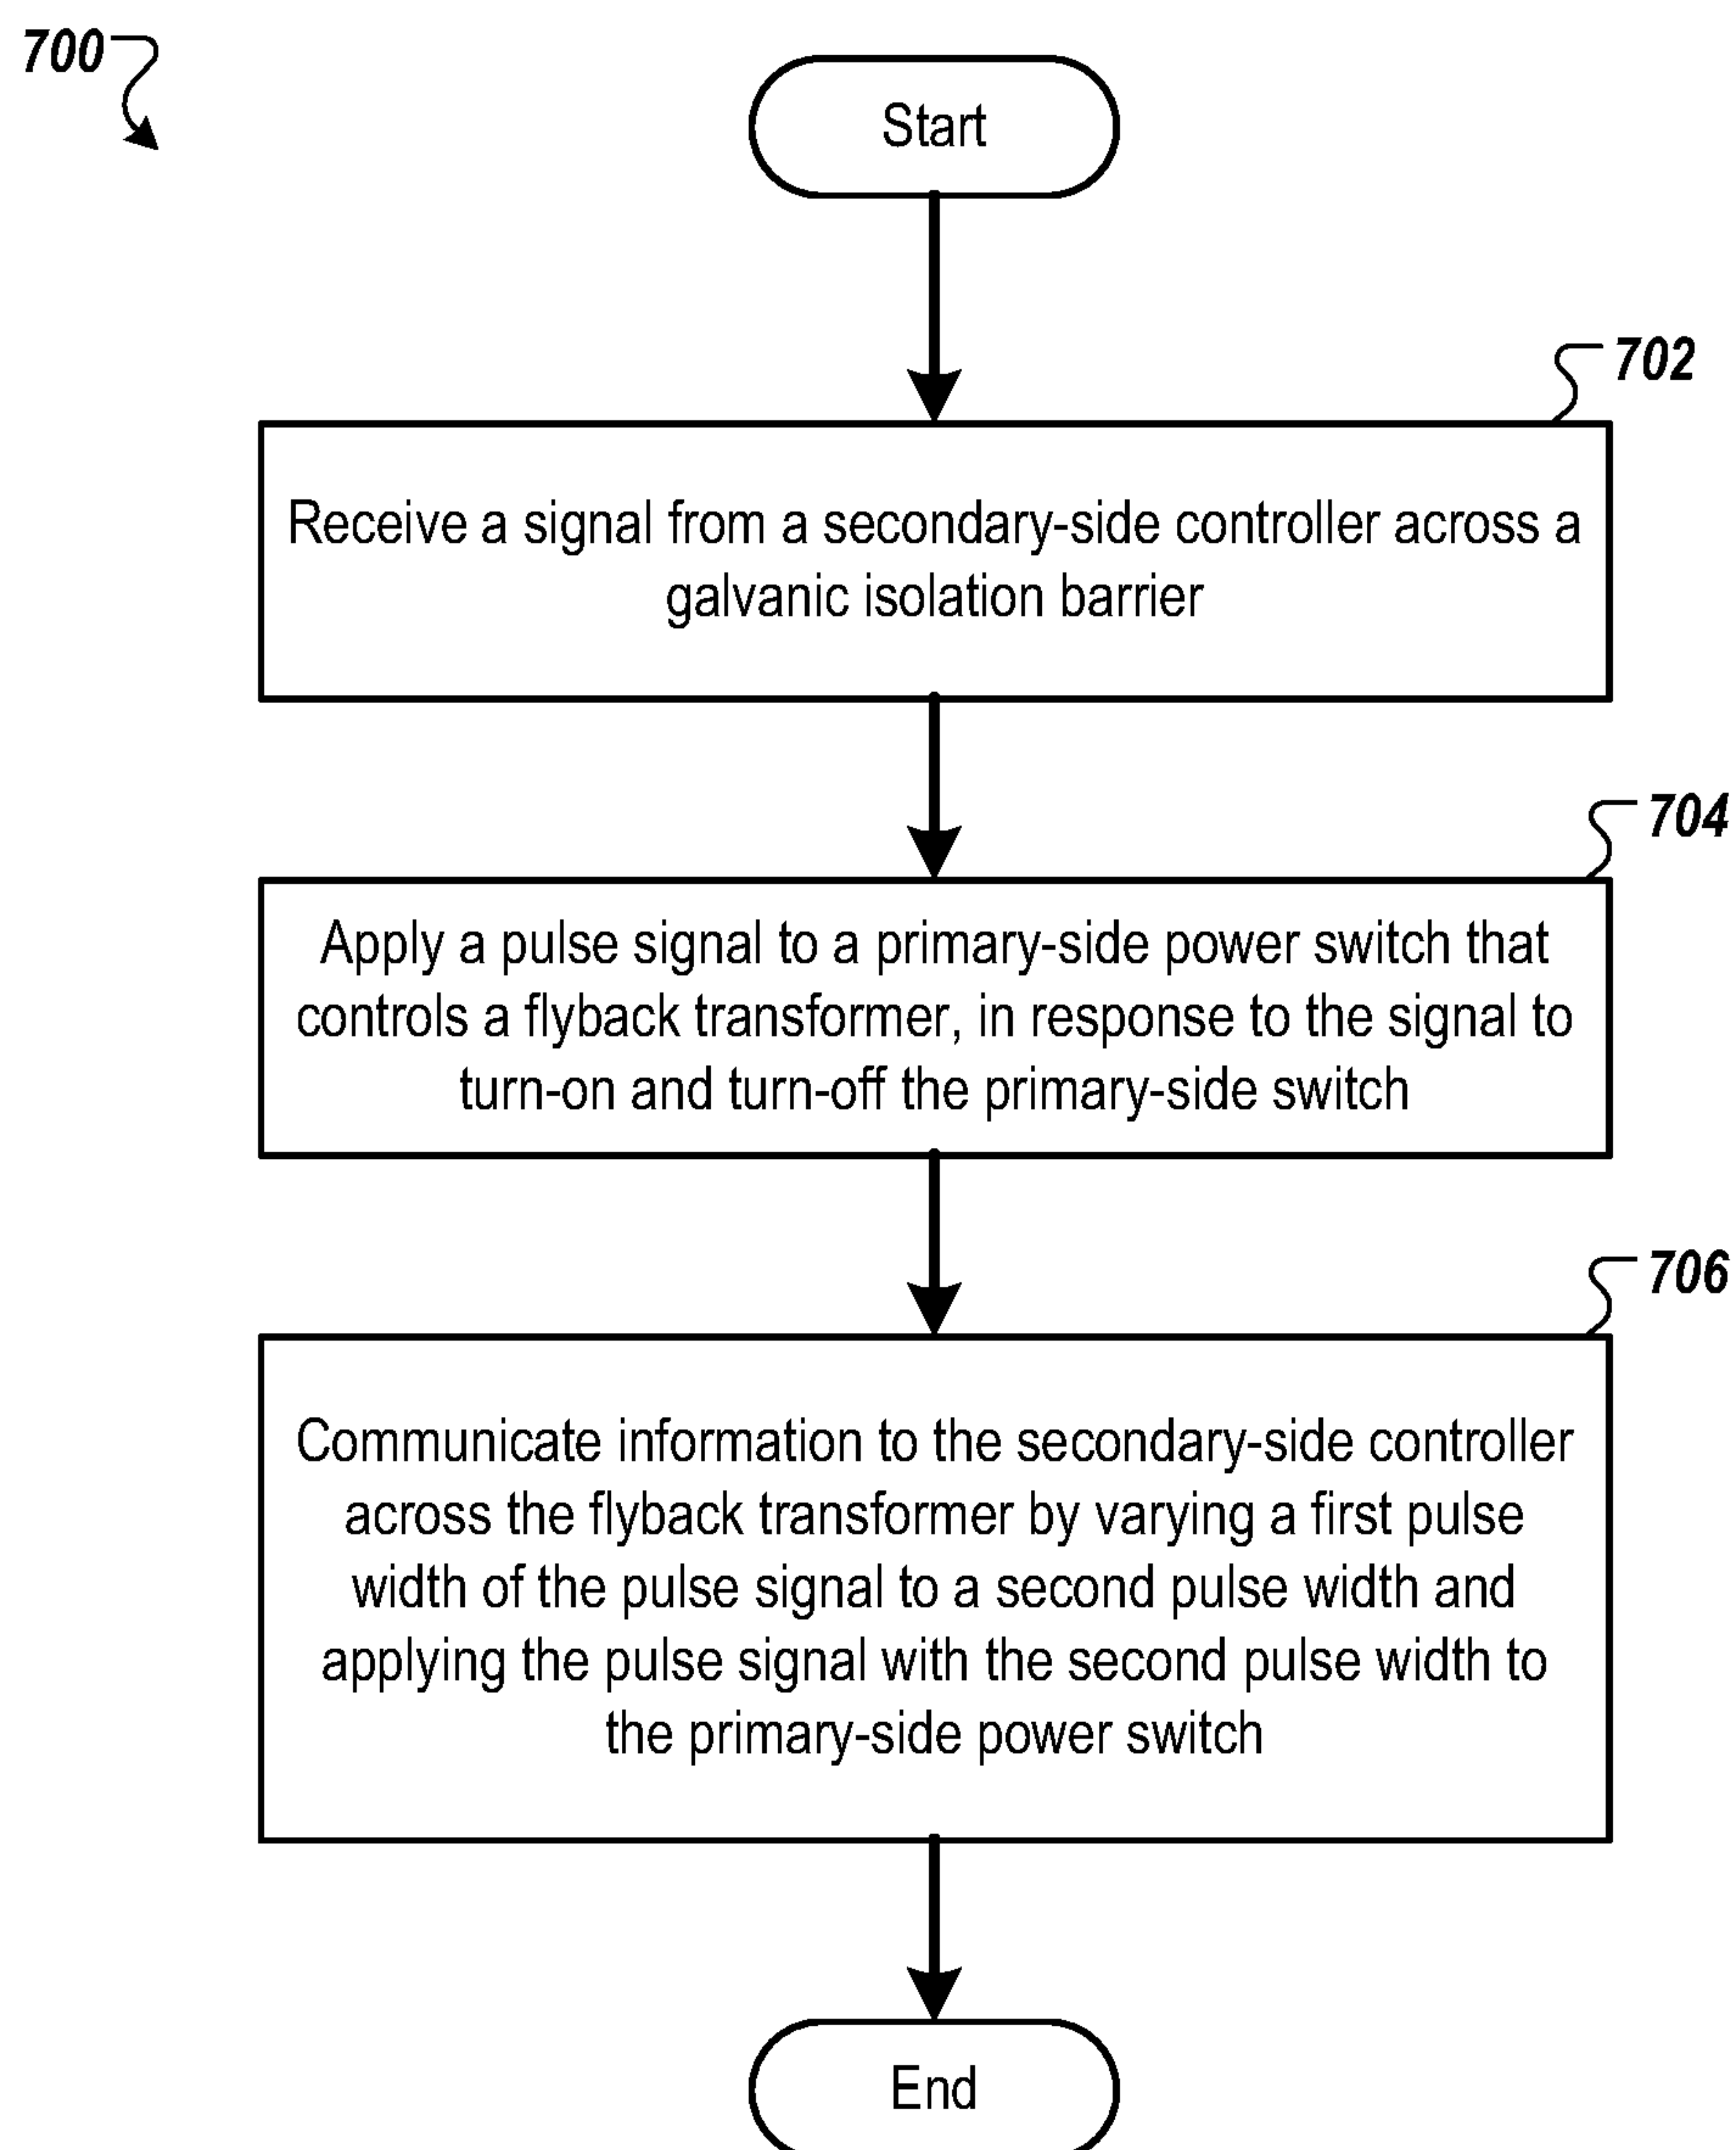 700
Start
702
Receive a signal from a secondary-side controller across a
galvanic isolation barrier
704
Apply a pulse signal to a primary-side power switch that
controls a flyback transformer, in response to the signal to
turn-on and turn-off the primary-side switch
706
Communicate information to the secondary-side controller
across the flyback transformer by varying a first pulse
width of the pulse signal to a second pulse width and
applying the pulse signal with the second pulse width to
the primary-side power switch
End